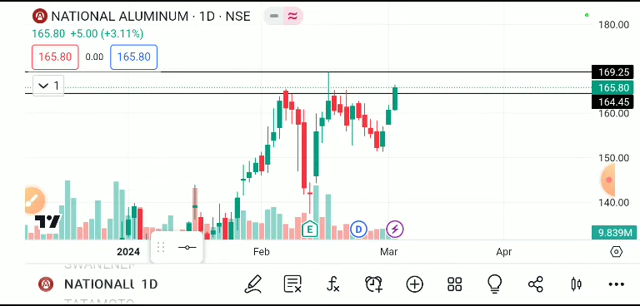 NATIONAL ALUMINUM · 1D · NSE
165.80 +5.00 (+3.11%)
165.80 0.00 165.80
1
180.00
169.25
165.80
164.45
160.00
150.00
140.00
9.839M
E D
2024 Feb Mar Apr
NATIONALU 1D